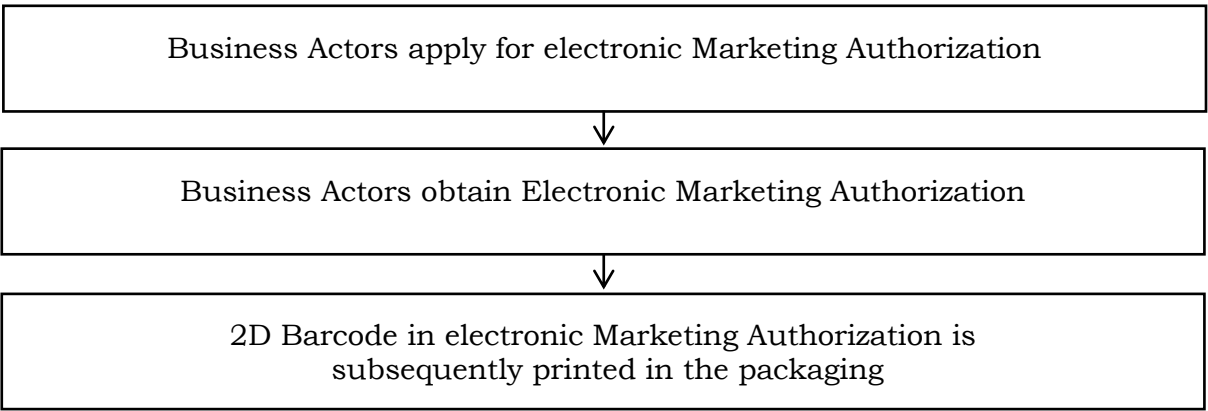 Business Actors apply for electronic Marketing Authorization
Business Actors obtain Electronic Marketing Authorization
2D Barcode in electronic Marketing Authorization is
subsequently printed in the packaging